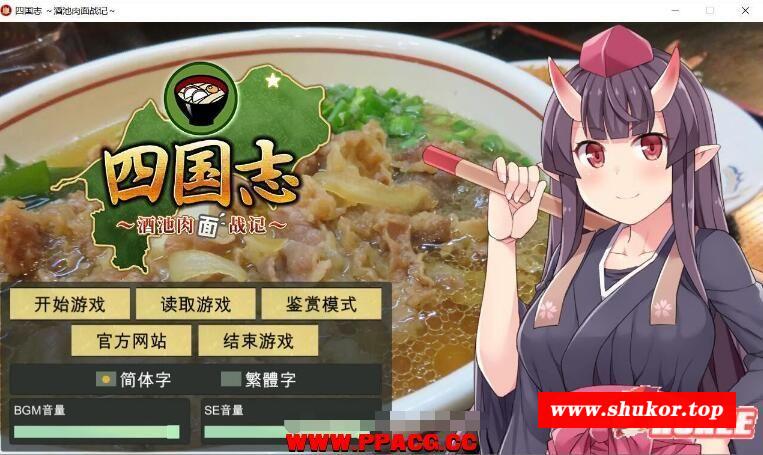 四国志 ~酒池肉面战记~
四国志
~酒池肉面战记~
开始游戏
读取游戏
鉴赏模式
官方网站
结束游戏
简体字
繁體字
BGM音量
SE音量
www.shukor.top
WWW.PPACG.CC